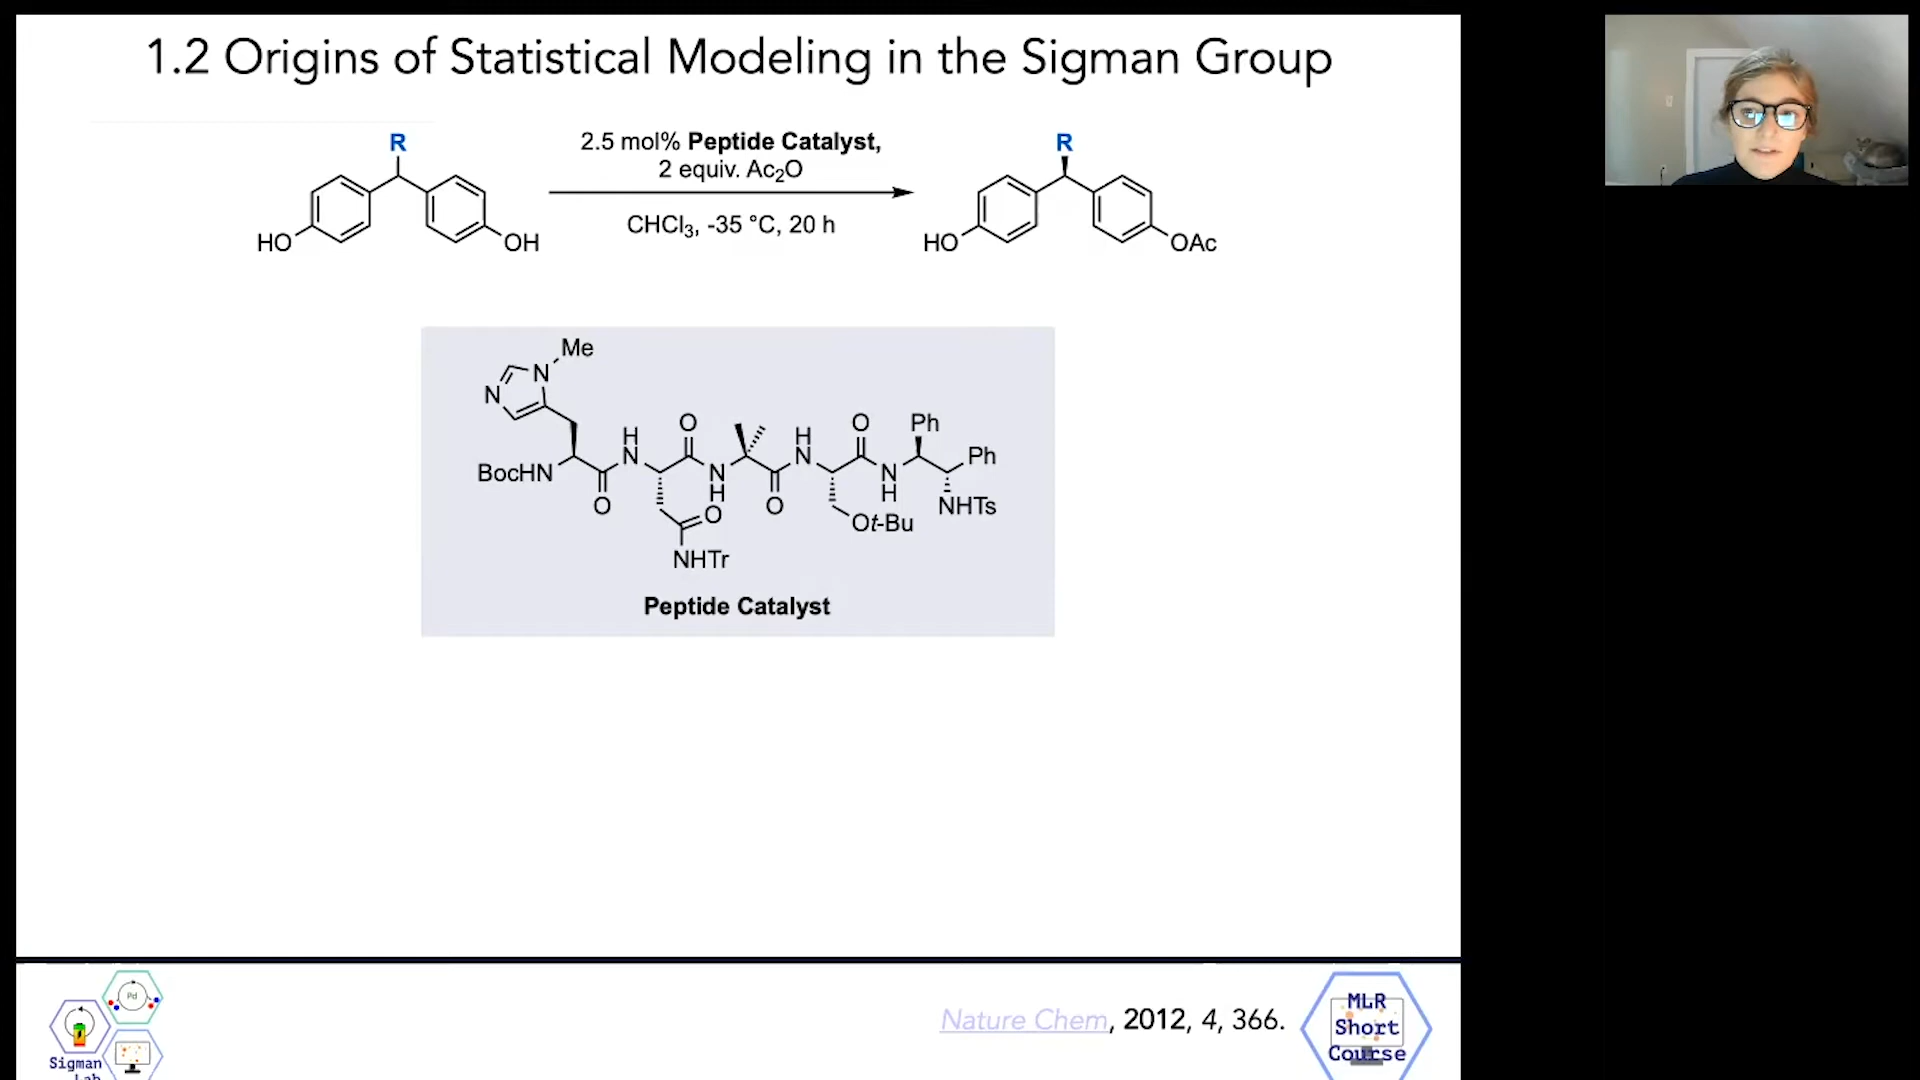 1.2 Origins of Statistical Modeling in the Sigman Group
R
HO
OH
2.5 mol% Peptide Catalyst,
2 equiv. Ac₂O
CHCl₃, -35 °C, 20 h
R
HO
OAc
Me
N
N
BocHN
O
H
N
O
O
NHTr
N
H
O
H
N
O
Ot-Bu
N
H
Ph
Ph
NHTs
Peptide Catalyst
Pd
Sigman
Lab
Nature Chem, 2012, 4, 366.
MLR
Short
Course